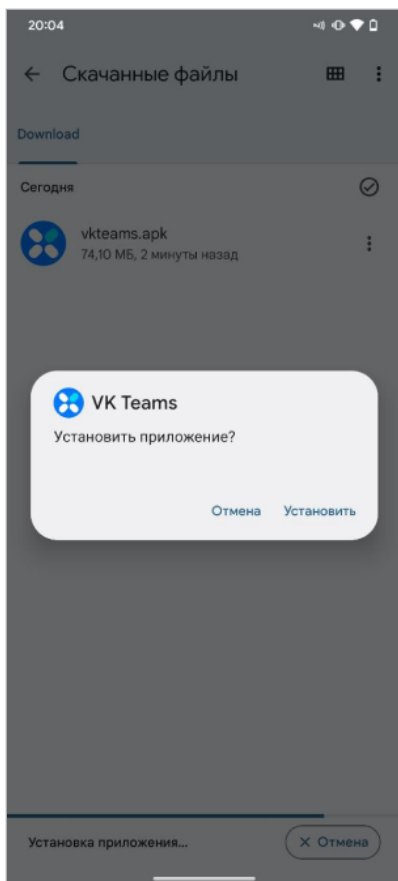 20:04
Скачанные файлы
Download
Сегодня
vkteams.apk
74,10 МБ, 2 минуты назад
VK Teams
Установить приложение?
Отмена Установить
Установка приложения... × Отмена